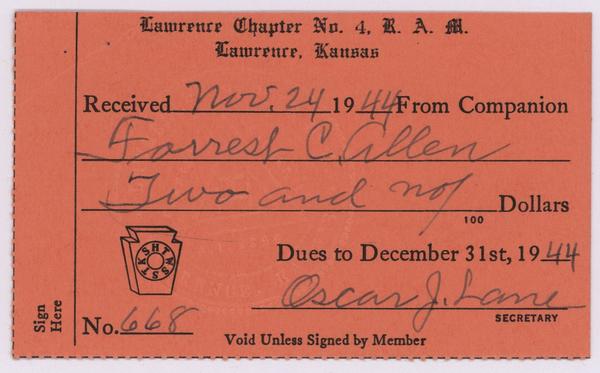 Lawrence Chapter No. 4, R. A. M.
Lawrence, Kansas
Received Nov. 24 1944 From Companion
Forrest C. Allen
Two and no/100 Dollars
Dues to December 31st, 1944
HTWSSTKS
Oscar J. Lane
SECRETARY
No. 668
Void Unless Signed by Member
Sign Here